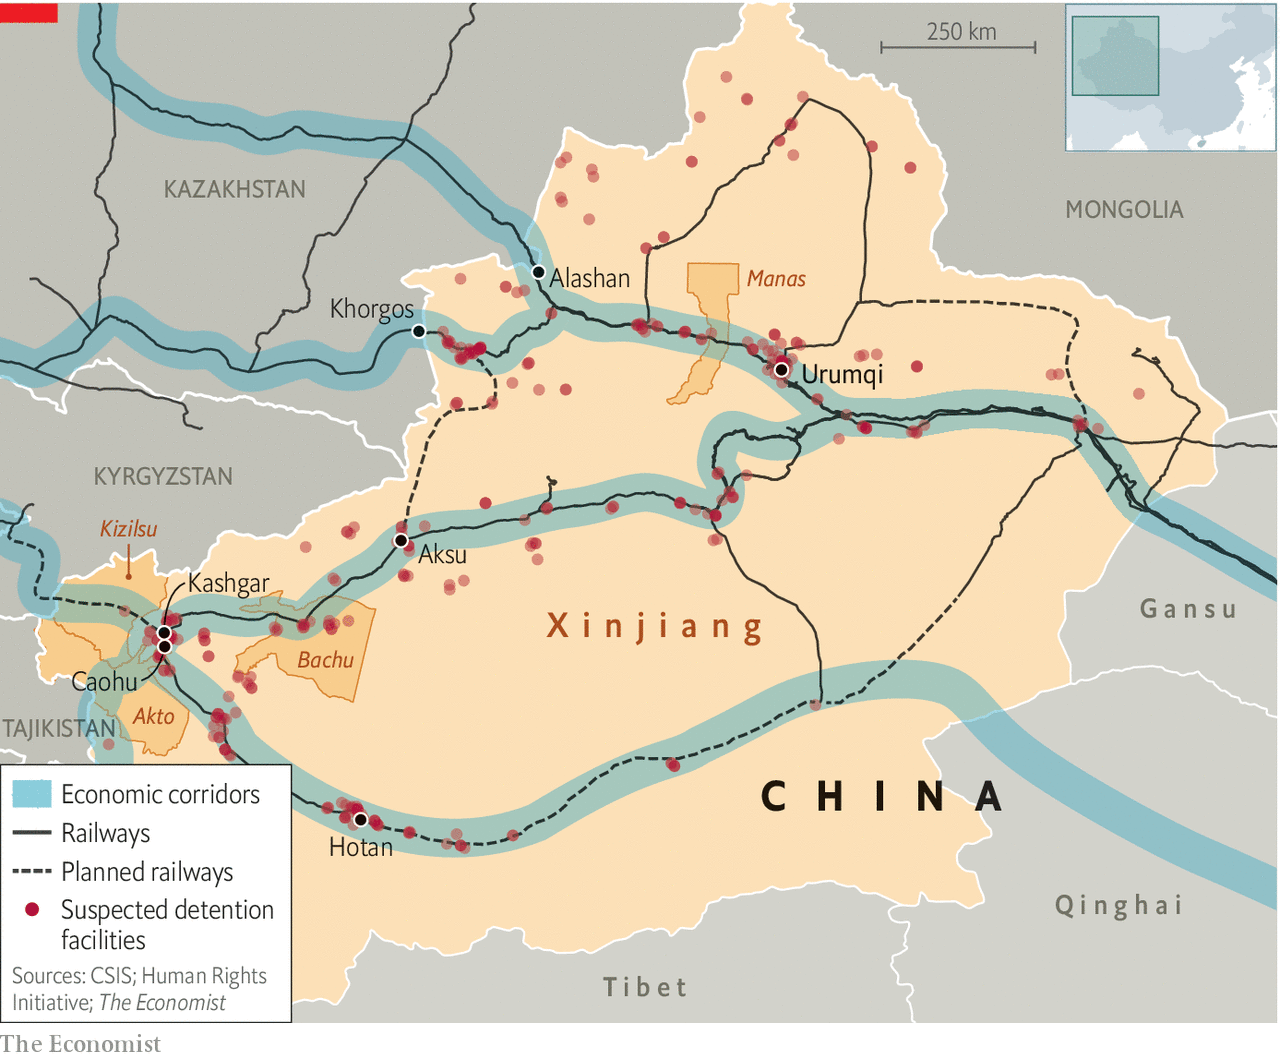 250 km
KAZAKHSTAN
MONGOLIA
Alashan
Manas
Khorgos
Urumqi
KYRGYZSTAN
Kizilsu
Aksu
Kashgar
Xinjiang
Gansu
Bachu
Caohu
Akto
TAJIKISTAN
CHINA
Hotan
Qinghai
Tibet
Economic corridors
Railways
Planned railways
Suspected detention
facilities
Sources: CSIS; Human Rights
Initiative; The Economist
The Economist